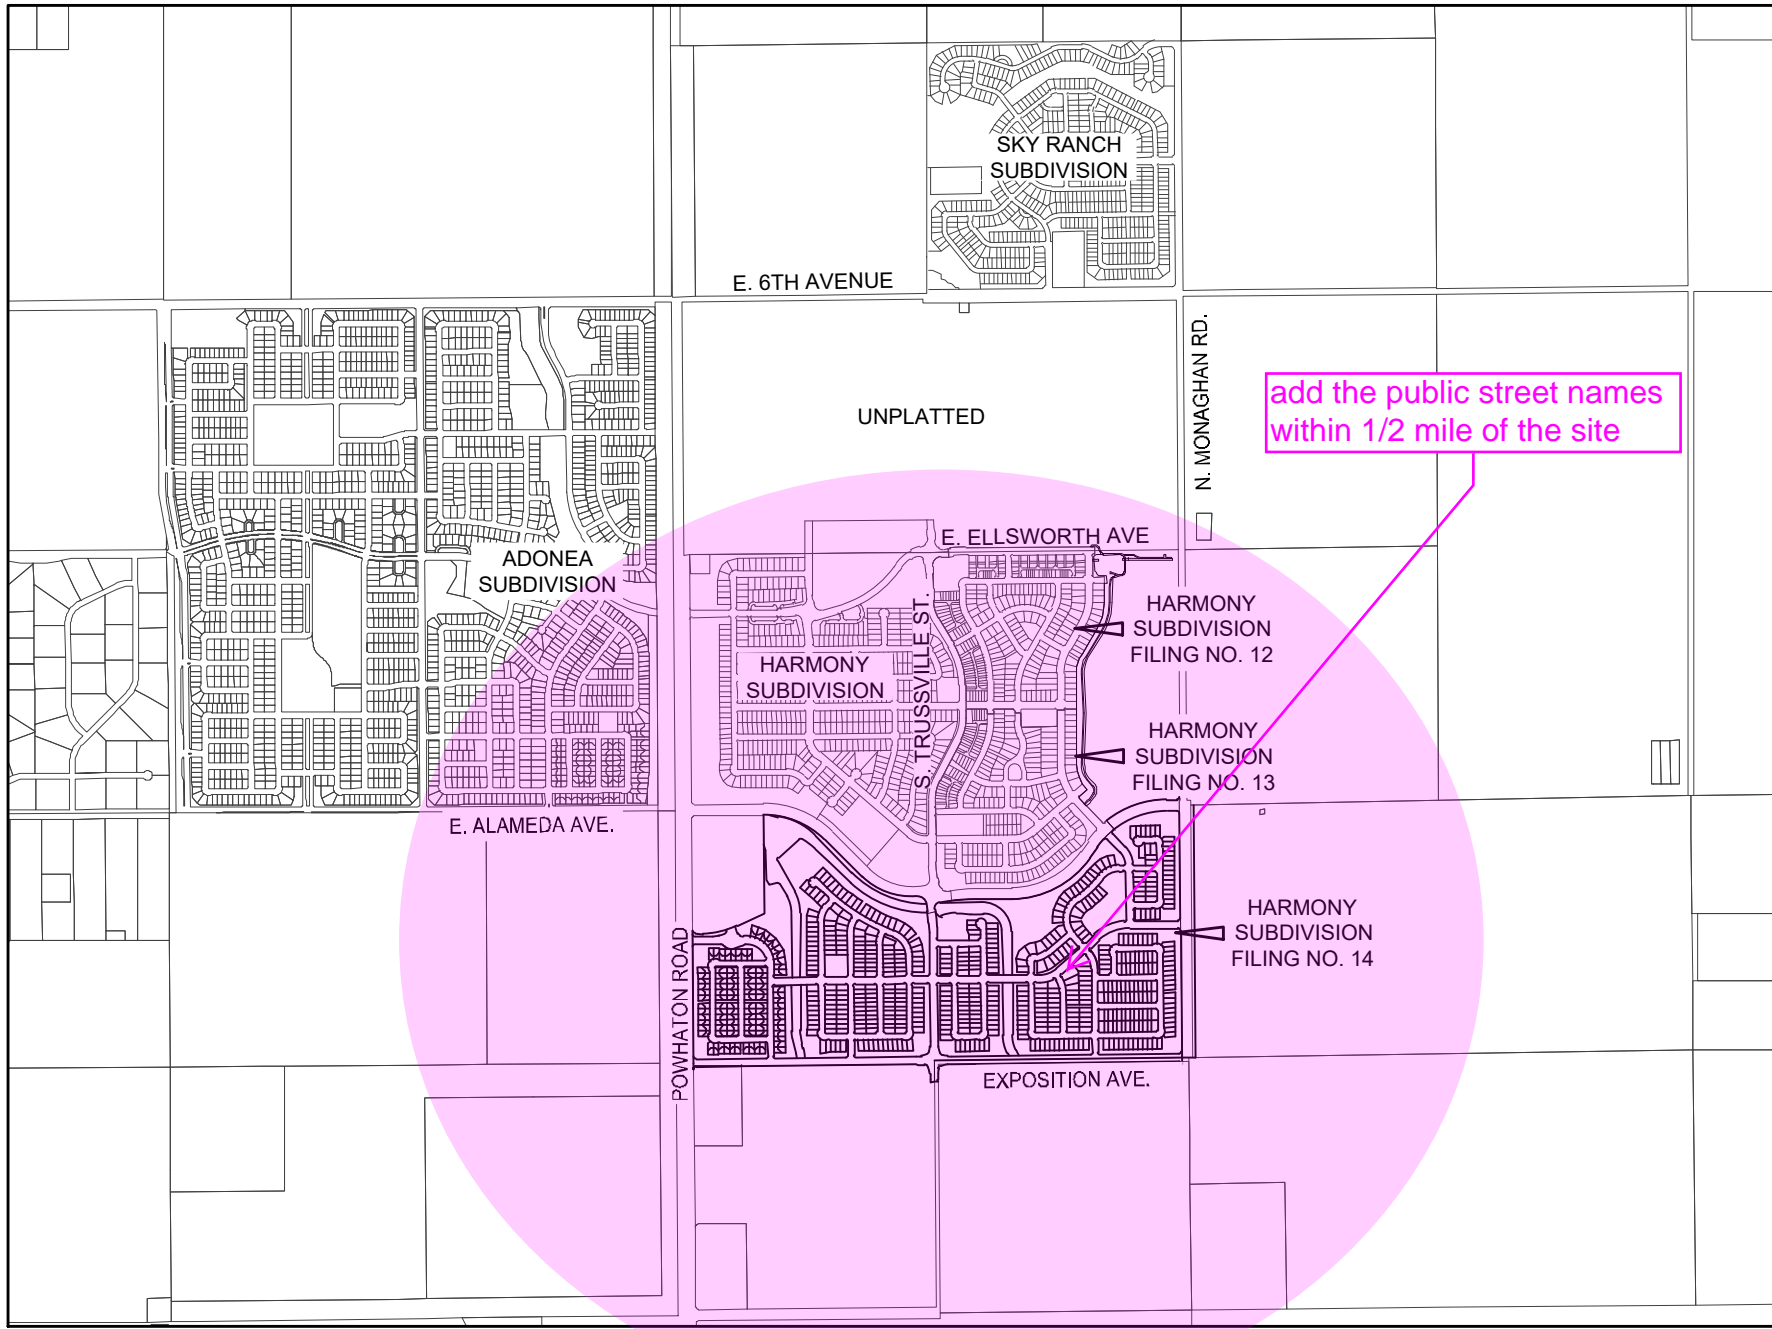 SKY RANCH
SUBDIVISION
E. 6TH AVENUE
N. MONAGHAN RD.
add the public street names
within 1/2 mile of the site
UNPLATTED
E. ELLSWORTH AVE
ADONEA
SUBDIVISION
HARMONY
SUBDIVISION
FILING NO. 12
S. TRUSSVILLE ST.
HARMONY
SUBDIVISION
HARMONY
SUBDIVISION
FILING NO. 13
E. ALAMEDA AVE.
HARMONY
SUBDIVISION
FILING NO. 14
POWHATON ROAD
EXPOSITION AVE.